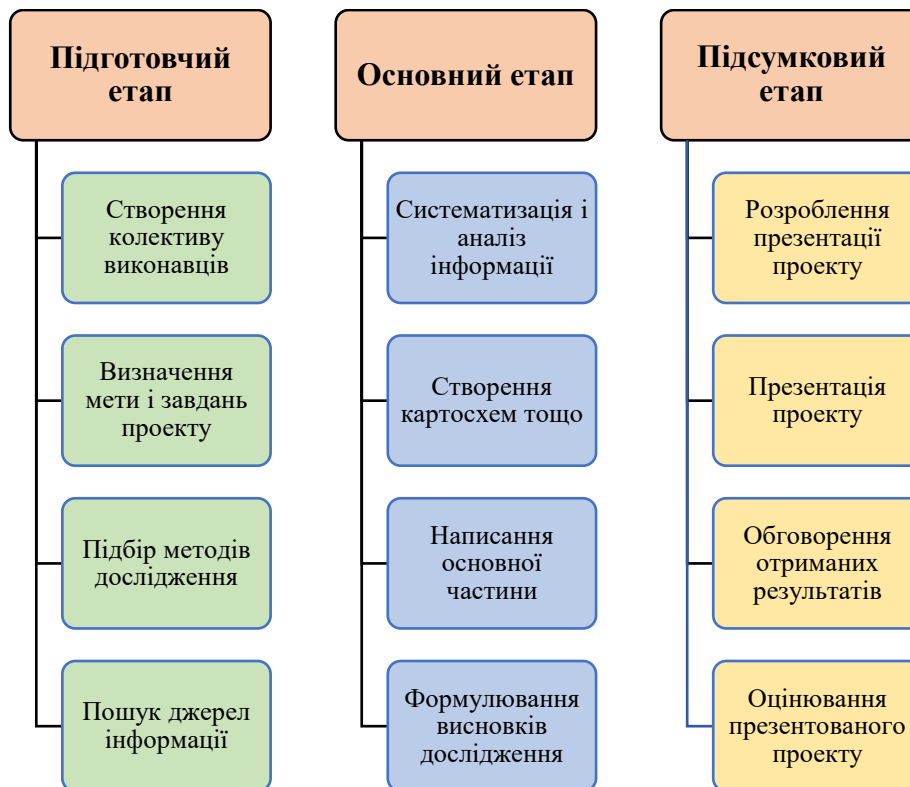 Підготовчий
етап
Створення
колективу
виконавців
Визначення
мети і завдань
проекту
Підбір методів
дослідження
Пошук джерел
інформації
Основний етап
Систематизація і
аналіз
інформації
Створення
картосхем тощо
Написання
основної
частини
Формулювання
висновків
дослідження
Підсумковий
етап
Розроблення
презентації
проекту
Презентація
проекту
Обговорення
отриманих
результатів
Оцінювання
презентованого
проекту